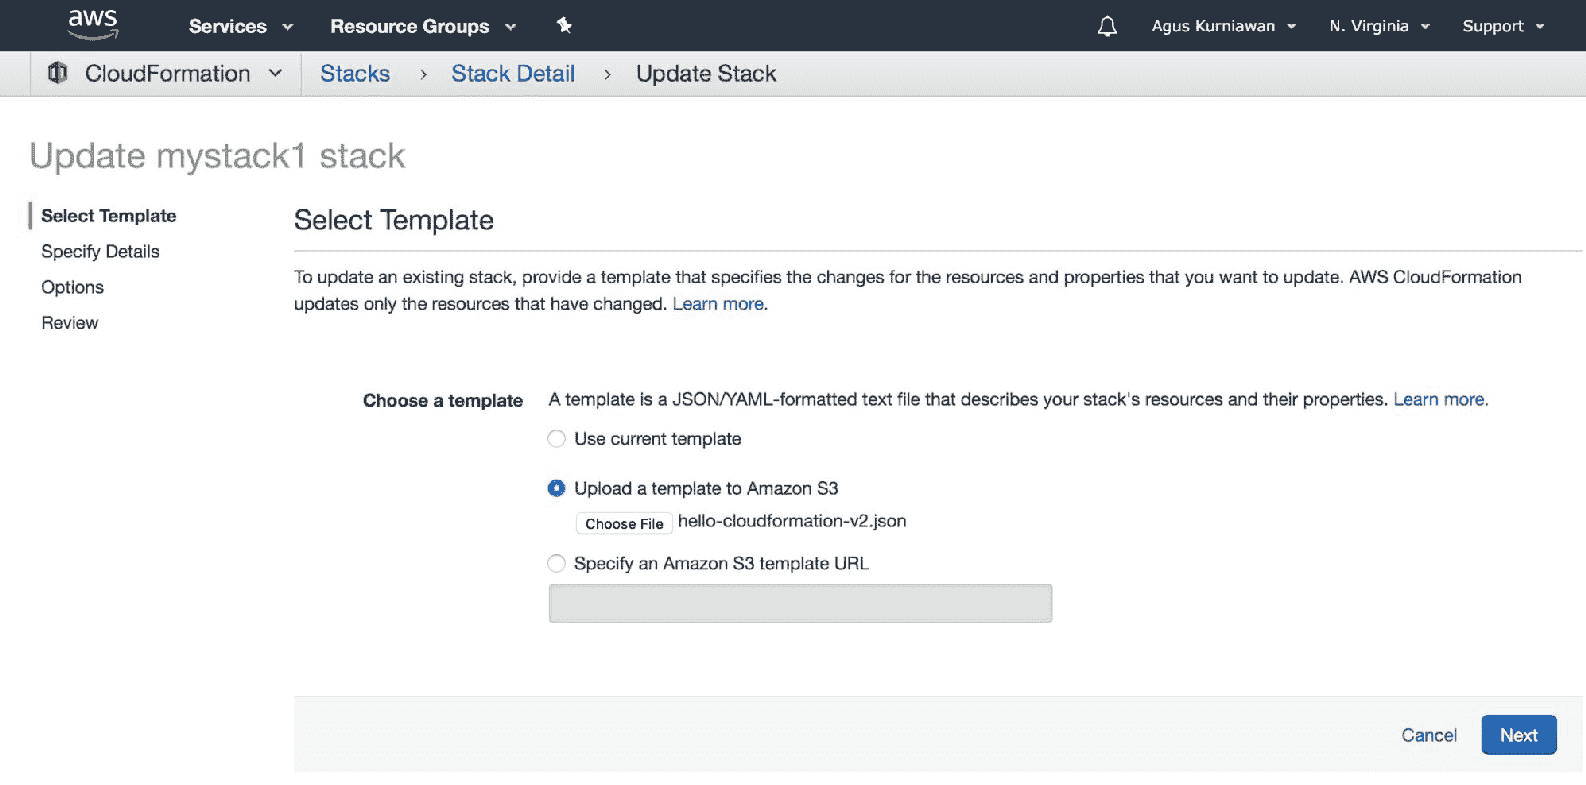 aws Services Resource Groups Agus Kurniawan N. Virginia Support
CloudFormation Stacks > Stack Detail > Update Stack
Update mystack1 stack
Select Template
Specify Details
Options
Review
Select Template
To update an existing stack, provide a template that specifies the changes for the resources and properties that you want to update. AWS CloudFormation
updates only the resources that have changed. Learn more.
Choose a template
A template is a JSON/YAML-formatted text file that describes your stack's resources and their properties. Learn more.
Use current template
Upload a template to Amazon S3
Choose File hello-cloudformation-v2.json
Specify an Amazon S3 template URL
Cancel Next